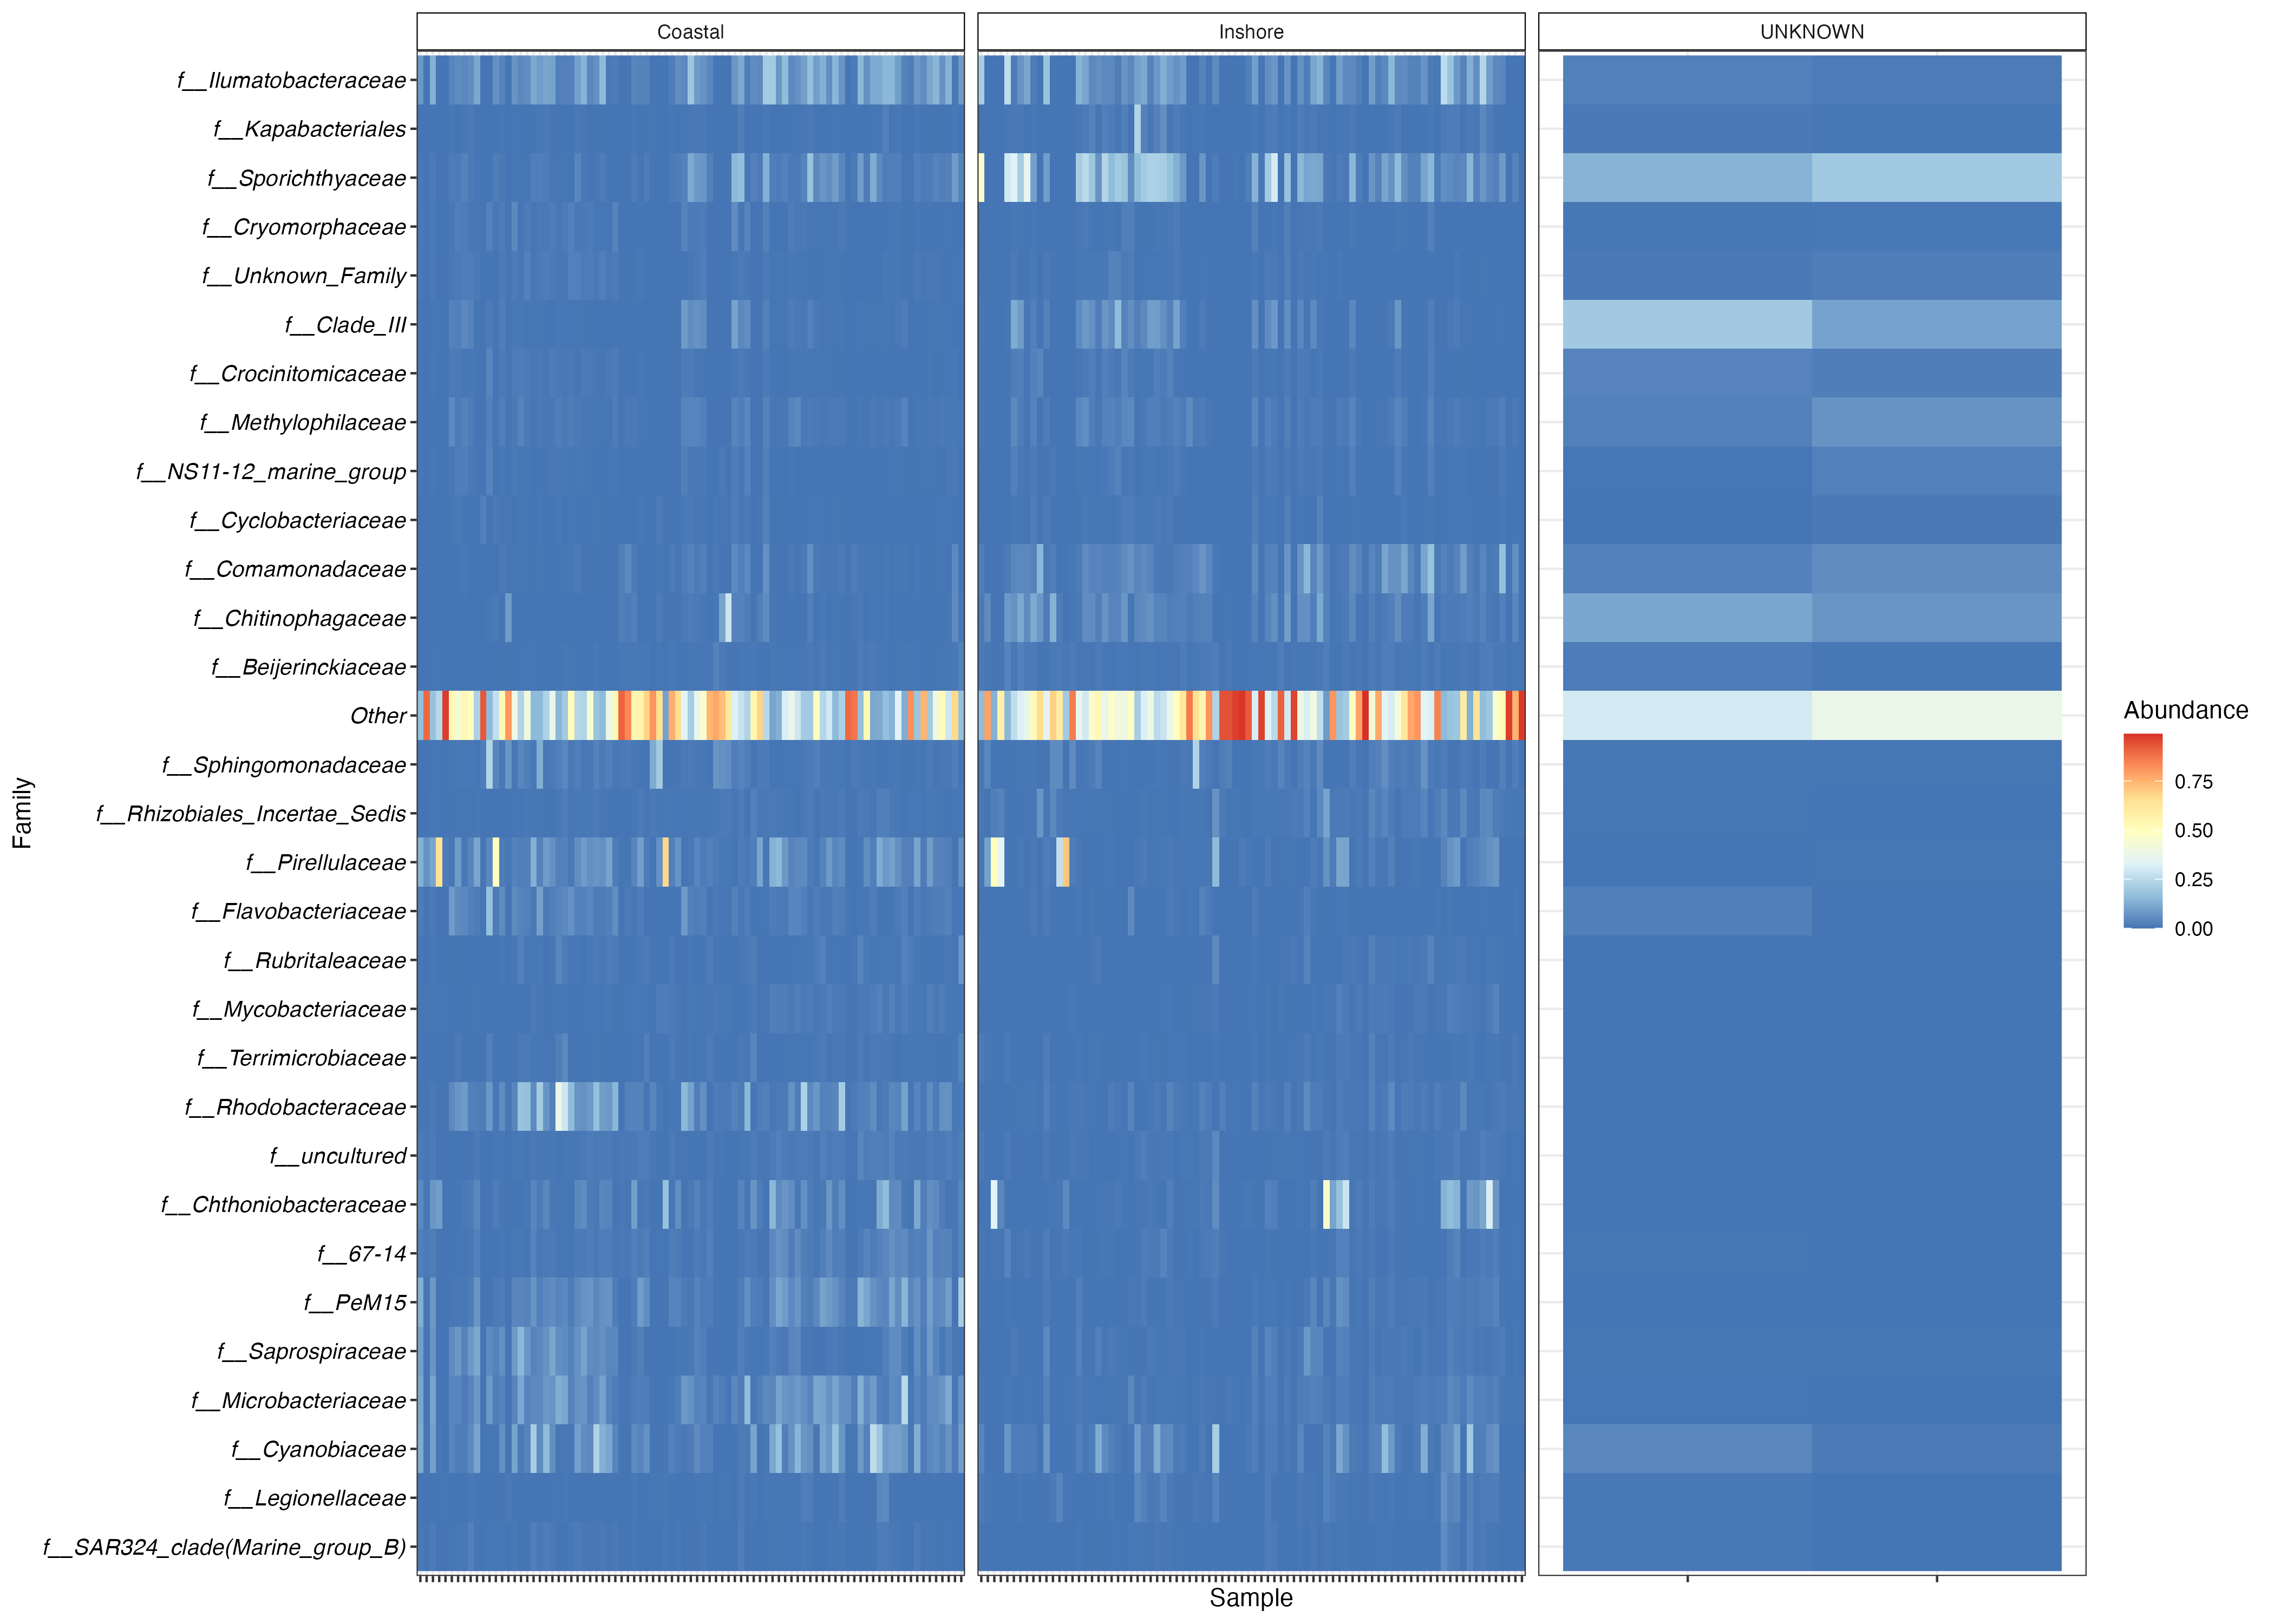 Coastal
Inshore
UNKNOWN
f__Ilumatobacteraceae
f__Kapabacteriales
f__Sporichthyaceae
f__Cryomorphaceae
f__Unknown_Family
f__Clade_III
f__Crocinitomicaceae
f__Methylophilaceae
f__NS11-12_marine_group
f__Cyclobacteriaceae
f__Comamonadaceae
f__Chitinophagaceae
f__Beijerinckiaceae
Other
f__Sphingomonadaceae
f__Rhizobiales_Incertae_Sedis
f__Pirellulaceae
f__Flavobacteriaceae
f__Rubritaleaceae
f__Mycobacteriaceae
f__Terrimicrobiaceae
f__Rhodobacteraceae
f__uncultured
f__Chthoniobacteraceae
f__67-14
f__PeM15
f__Saprospiraceae
f__Microbacteriaceae
f__Cyanobiaceae
f__Legionellaceae
f__SAR324_clade(Marine_group_B)
Family
Sample
Abundance
0.75
0.50
0.25
0.00